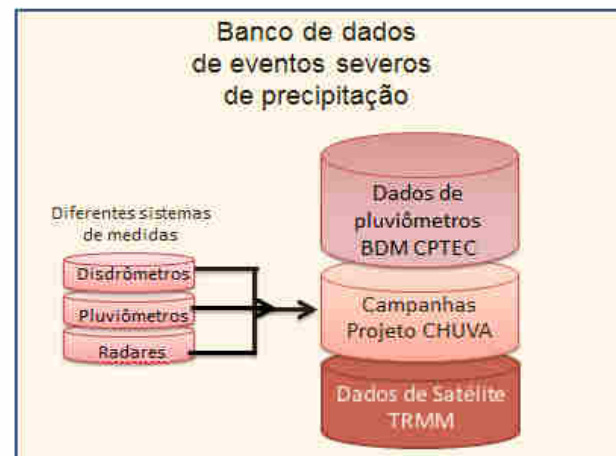 Banco de dados
de eventos severos
de precipitação
Diferentes sistemas
de medidas
Disdrômetros
Pluviômetros
Radares
Dados de
pluviômetros
BDM CPTEC
Campanhas
Projeto CHUVA
Dados de Satélite
TRMM